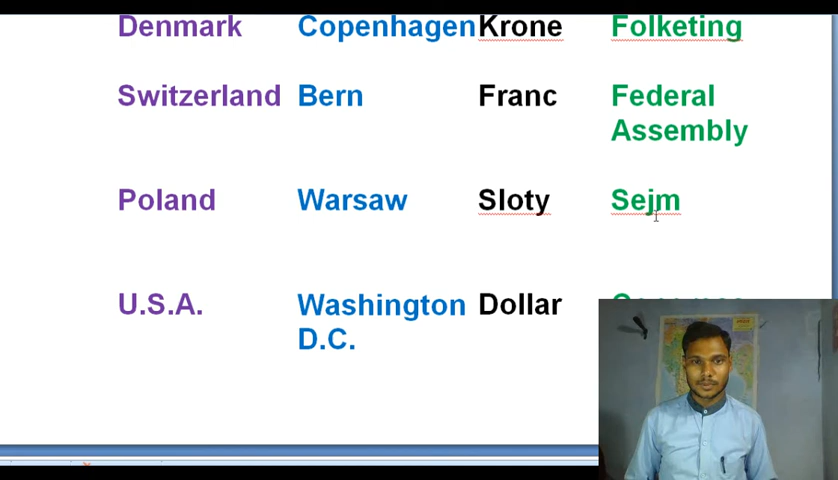 Denmark Copenhagen Krone Folketing
Switzerland Bern Franc Federal
Assembly
Poland Warsaw Sloty Sejm
U.S.A. Washington Dollar
D.C.